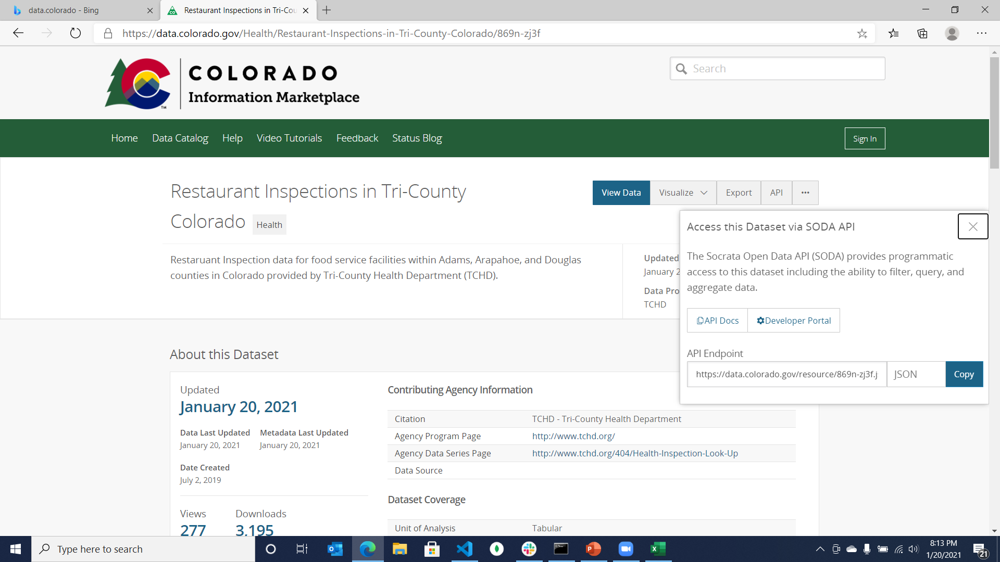 data.colorado - Bing
Restaurant Inspections in Tri-Cou
https://data.colorado.gov/Health/Restaurant-Inspections-in-Tri-County-Colorado/869n-zj3f
COLORADO
Information Marketplace
TM
Search
Home Data Catalog Help Video Tutorials Feedback Status Blog
Sign In
Restaurant Inspections in Tri-County
Colorado Health
View Data Visualize Export API
Restaruant Inspection data for food service facilities within Adams, Arapahoe, and Douglas
counties in Colorado provided by Tri-County Health Department (TCHD).
Updated
January 2
Data Pro
TCHD
Access this Dataset via SODA API
The Socrata Open Data API (SODA) provides programmatic
access to this dataset including the ability to filter, query, and
aggregate data.
API Docs Developer Portal
API Endpoint
https://data.colorado.gov/resource/869n-zj3f.js JSON Copy
About this Dataset
Updated
January 20, 2021
Data Last Updated Metadata Last Updated
January 20, 2021 January 20, 2021
Date Created
July 2, 2019
Views Downloads
277 3,195
Contributing Agency Information
Citation TCHD - Tri-County Health Department
Agency Program Page http://www.tchd.org/
Agency Data Series Page http://www.tchd.org/404/Health-Inspection-Look-Up
Data Source
Dataset Coverage
Unit of Analysis Tabular
Type here to search
8:13 PM
1/20/2021
21